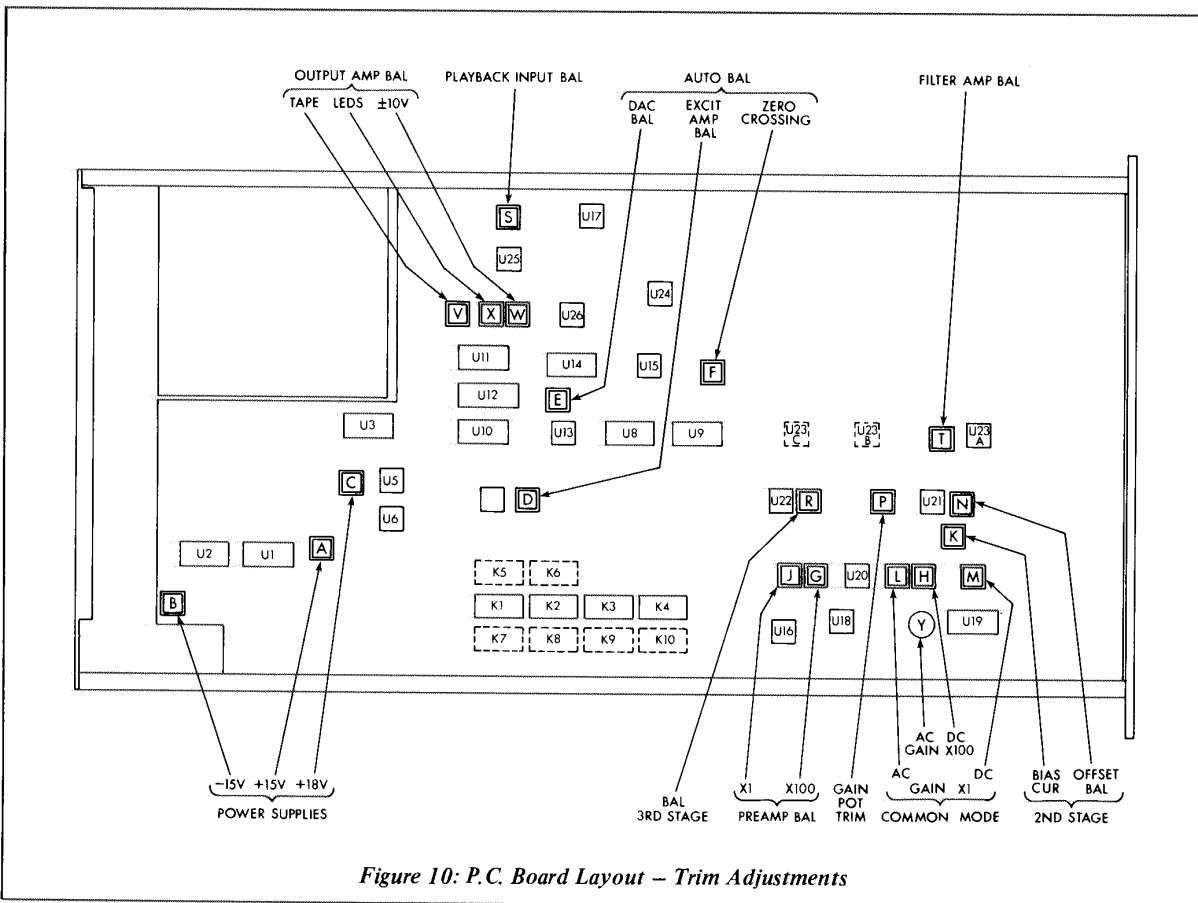 OUTPUT AMP BAL
PLAYBACK INPUT BAL
AUTO BAL
FILTER AMP BAL
TAPE LEDS ±10V
DAC BAL
EXCIT AMP BAL
ZERO CROSSING
S
U17
U25
U24
V
X
W
U26
U11
U14
U15
F
U12
E
U3
U10
U13
U8
U9
U23 C
U23 B
T
U23 A
C
U5
D
U22
R
P
U21
N
U6
K
U2
U1
A
K5
K6
J
G
U20
L
H
M
B
K1
K2
K3
K4
U16
U18
Y
U19
K7
K8
K9
K10
AC GAIN
DC X100
−15V +15V +18V
POWER SUPPLIES
BAL
3RD STAGE
X1 X100
PREAMP BAL
GAIN POT TRIM
AC DC
GAIN X1
COMMON MODE
BIAS CUR
OFFSET BAL
2ND STAGE
Figure 10: P.C. Board Layout – Trim Adjustments